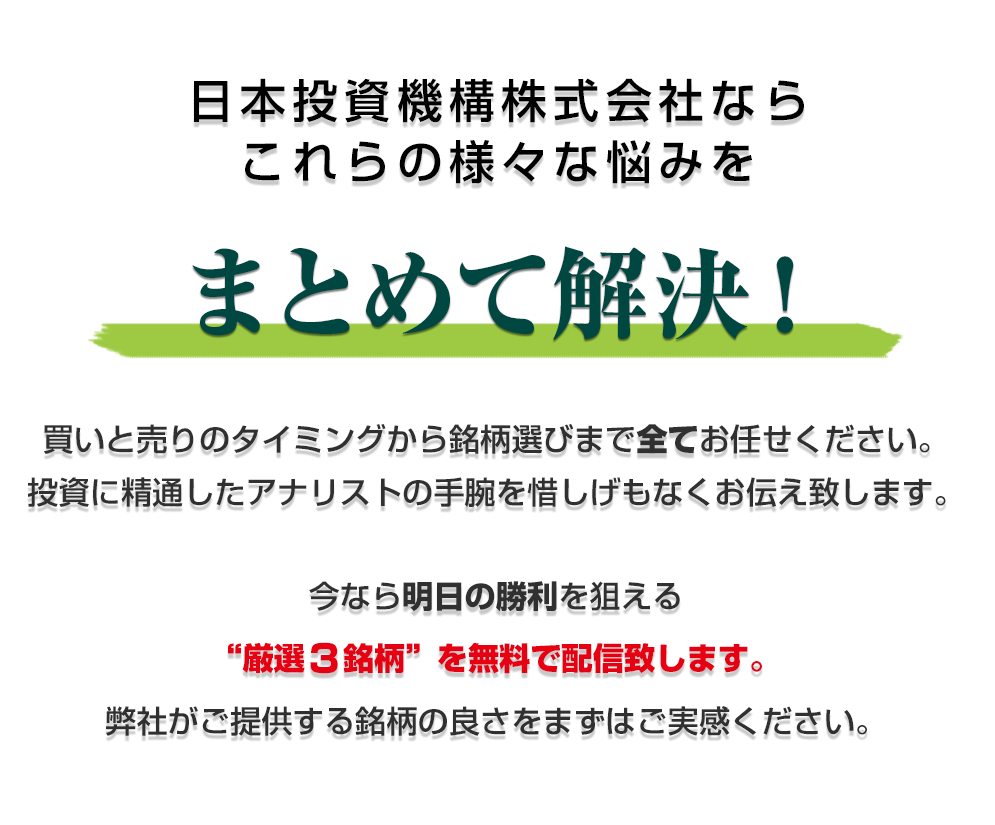 日本投資機構株式会社なら
これらの様々な悩みを
まとめて解決！
買いと売りのタイミングから銘柄選びまで全てお任せください。
投資に精通したアナリストの手腕を惜しげもなくお伝え致します。
今なら明日の勝利を狙える
“厳選３銘柄”を無料で配信致します。
弊社がご提供する銘柄の良さをまずはご実感ください。